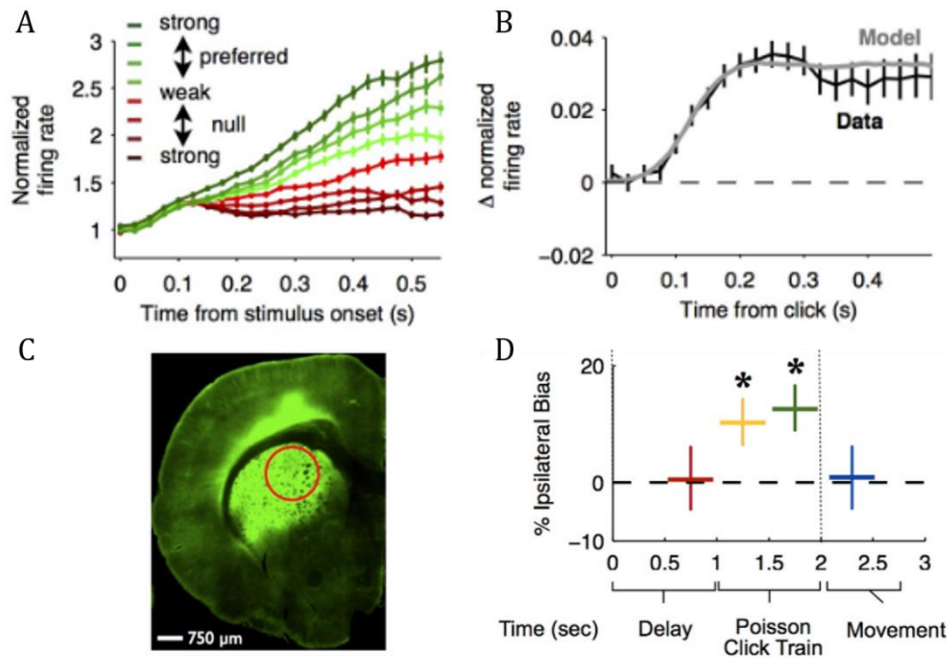 A
strong
preferred
weak
null
strong
Normalized
firing rate
3
2.5
2
1.5
1
0 0.1 0.2 0.3 0.4 0.5
Time from stimulus onset (s)
B
Δ normalized
firing rate
0.04
0.02
0
−0.02
Model
Data
0 0.1 0.2 0.3 0.4
Time from click (s)
C
750 μm
D
% Ipsilateral Bias
20
0
−10
* *
0 0.5 1 1.5 2 2.5 3
Time (sec) Delay Poisson Click Train Movement